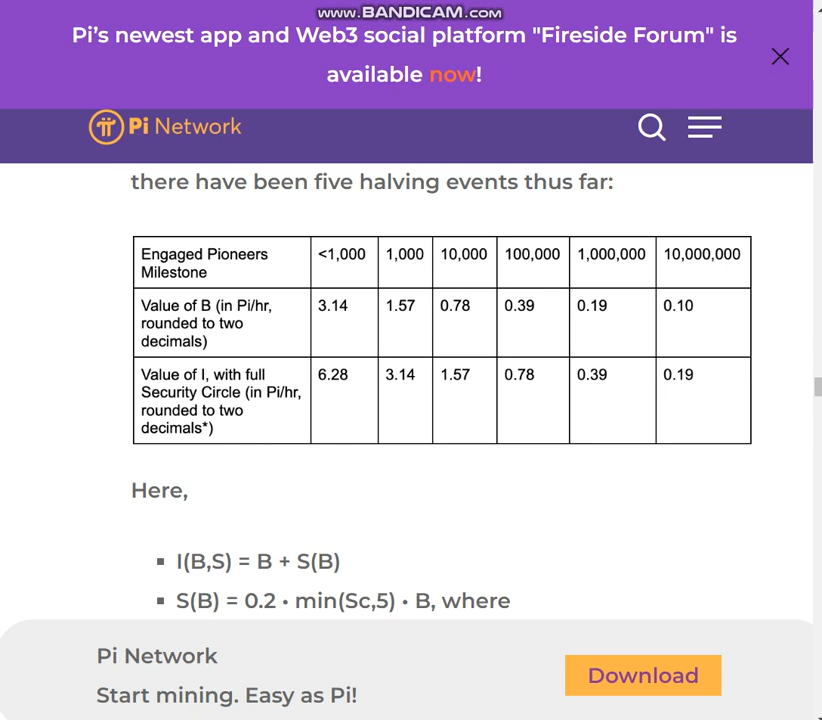 www.BANDICAM.com
Pi's newest app and Web3 social platform "Fireside Forum" is
available now!
Pi Network
there have been five halving events thus far:
Engaged Pioneers Milestone <1,000 1,000 10,000 100,000 1,000,000 10,000,000
Value of B (in Pi/hr, rounded to two decimals) 3.14 1.57 0.78 0.39 0.19 0.10
Value of I, with full Security Circle (in Pi/hr, rounded to two decimals*) 6.28 3.14 1.57 0.78 0.39 0.19
Here,
▪ I(B,S) = B + S(B)
▪ S(B) = 0.2 • min(Sc,5) • B, where
Pi Network
Start mining. Easy as Pi!
Download